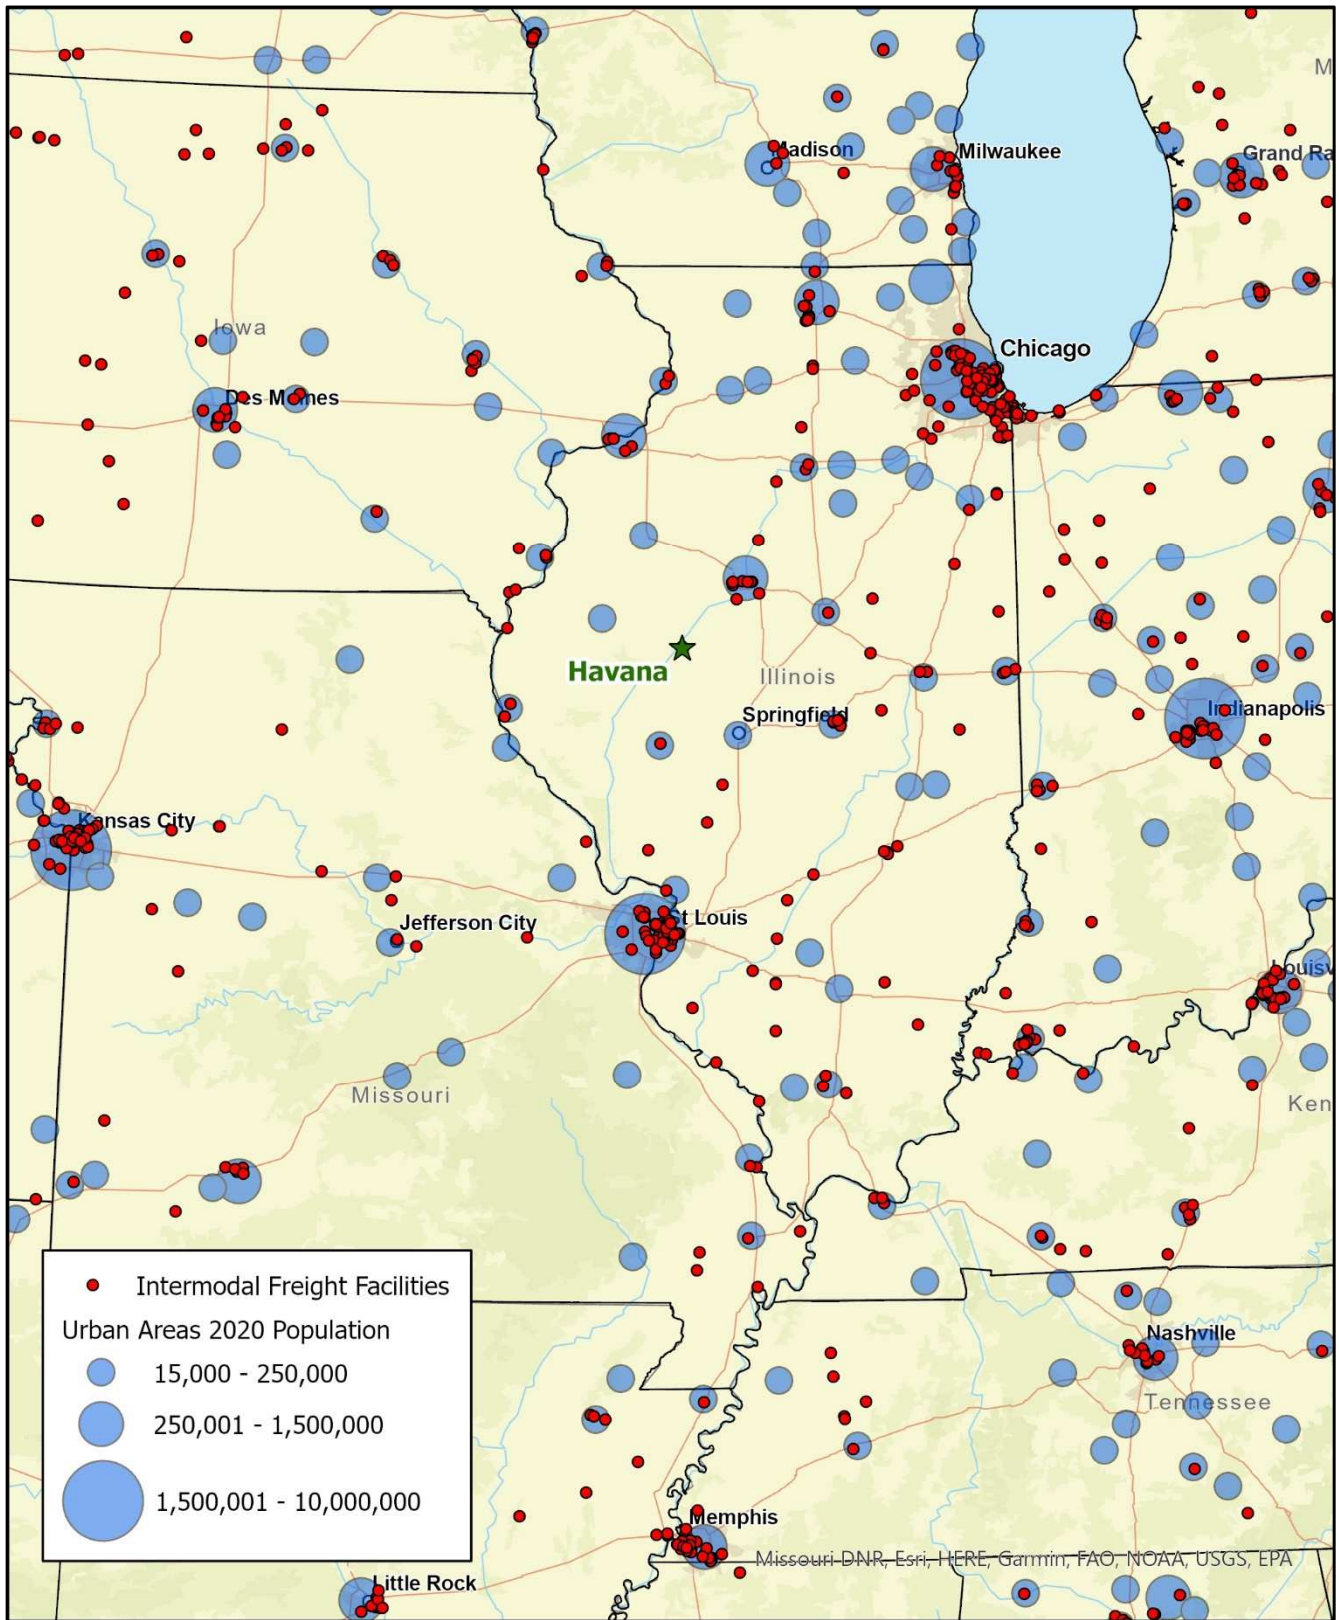 M
Madison
Milwaukee
Grand Ra
Iowa
Chicago
Des Moines
Havana
Illinois
Springfield
Indianapolis
Kansas City
Jefferson City
St Louis
Louisv
Missouri
Ken
Intermodal Freight Facilities
Urban Areas 2020 Population
15,000 - 250,000
250,001 - 1,500,000
1,500,001 - 10,000,000
Nashville
Tennessee
Memphis
Missouri DNR, Esri, HERE, Garmin, FAO, NOAA, USGS, EPA
Little Rock